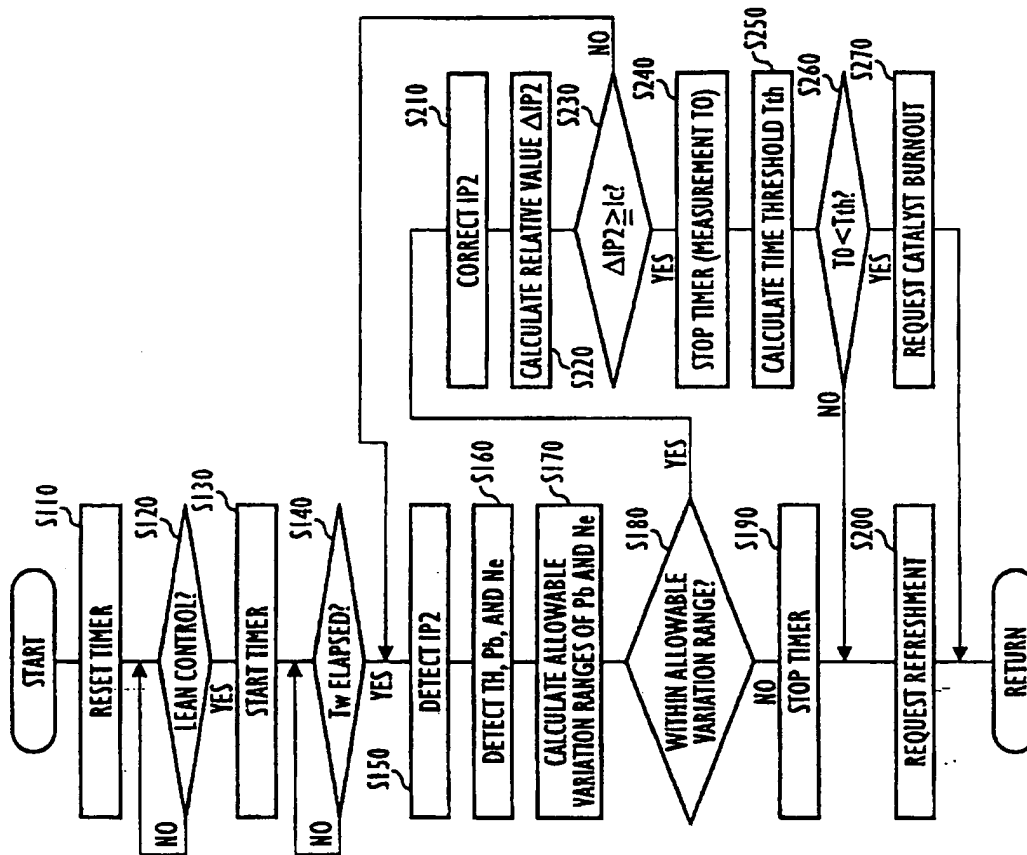 START
S110
RESET TIMER
S120
LEAN CONTROL?
NO
YES
S130
START TIMER
S140
Tw ELAPSED?
NO
YES
S150
DETECT IP2
S160
DETECT TH, Pb, AND Ne
S170
CALCULATE ALLOWABLE
VARIATION RANGES OF Pb AND Ne
S180
WITHIN ALLOWABLE
VARIATION RANGE?
YES
NO
S190
STOP TIMER
S200
REQUEST REFRESHMENT
RETURN
S210
CORRECT IP2
S220
CALCULATE RELATIVE VALUE ΔIP2
S230
ΔIP2≧Ic?
NO
YES
S240
STOP TIMER (MEASUREMENT TO)
S250
CALCULATE TIME THRESHOLD Tth
S260
TO<Tth?
NO
YES
S270
REQUEST CATALYST BURNOUT